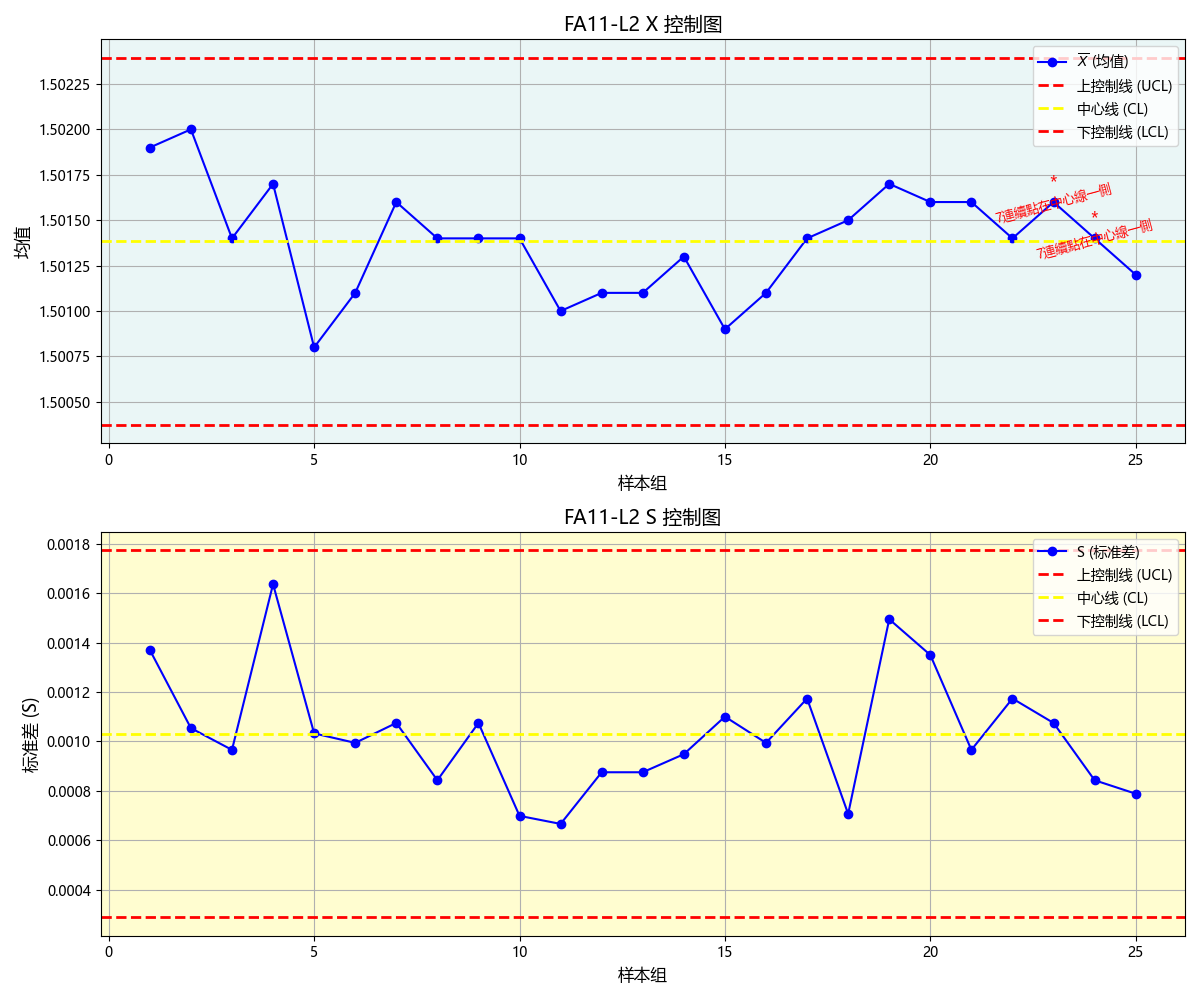 FA11-L2 X 控制图
均值
1.50225
1.50200
1.50175
1.50150
1.50125
1.50100
1.50075
1.50050
X (均值)
上控制线 (UCL)
中心线 (CL)
下控制线 (LCL)
*
7連續點在中心線一側
*
7連續點在中心線一側
0 5 10 15 20 25
样本组
FA11-L2 S 控制图
标准差 (S)
0.0018
0.0016
0.0014
0.0012
0.0010
0.0008
0.0006
0.0004
S (标准差)
上控制线 (UCL)
中心线 (CL)
下控制线 (LCL)
0 5 10 15 20 25
样本组